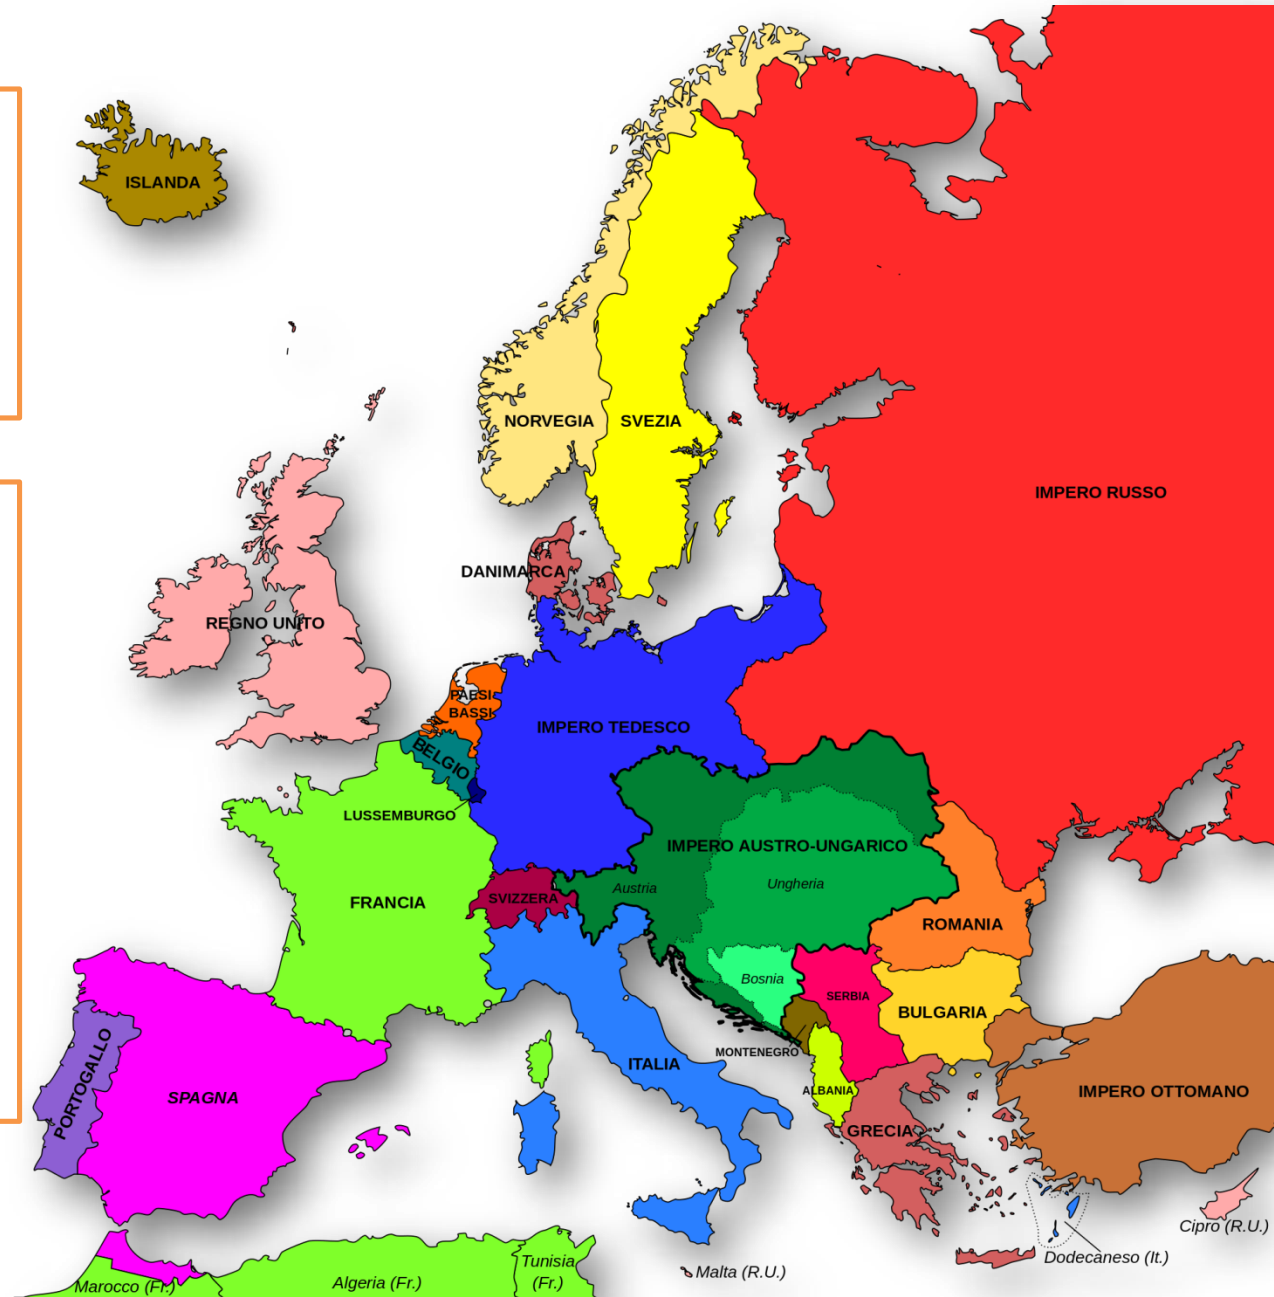 ISLANDA
NORVEGIA
SVEZIA
IMPERO RUSSO
DANIMARCA
REGNO UNITO
PAESI
BASSI
IMPERO TEDESCO
BELGIO
LUSSEMBURGO
IMPERO AUSTRO-UNGARICO
Austria
Ungheria
FRANCIA
SVIZZERA
ROMANIA
Bosnia
SERBIA
BULGARIA
MONTENEGRO
ITALIA
ALBANIA
IMPERO OTTOMANO
PORTOGALLO
SPAGNA
GRECIA
Cipro (R.U.)
Dodecaneso (It.)
Malta (R.U.)
Marocco (Fr.)
Algeria (Fr.)
Tunisia
(Fr.)